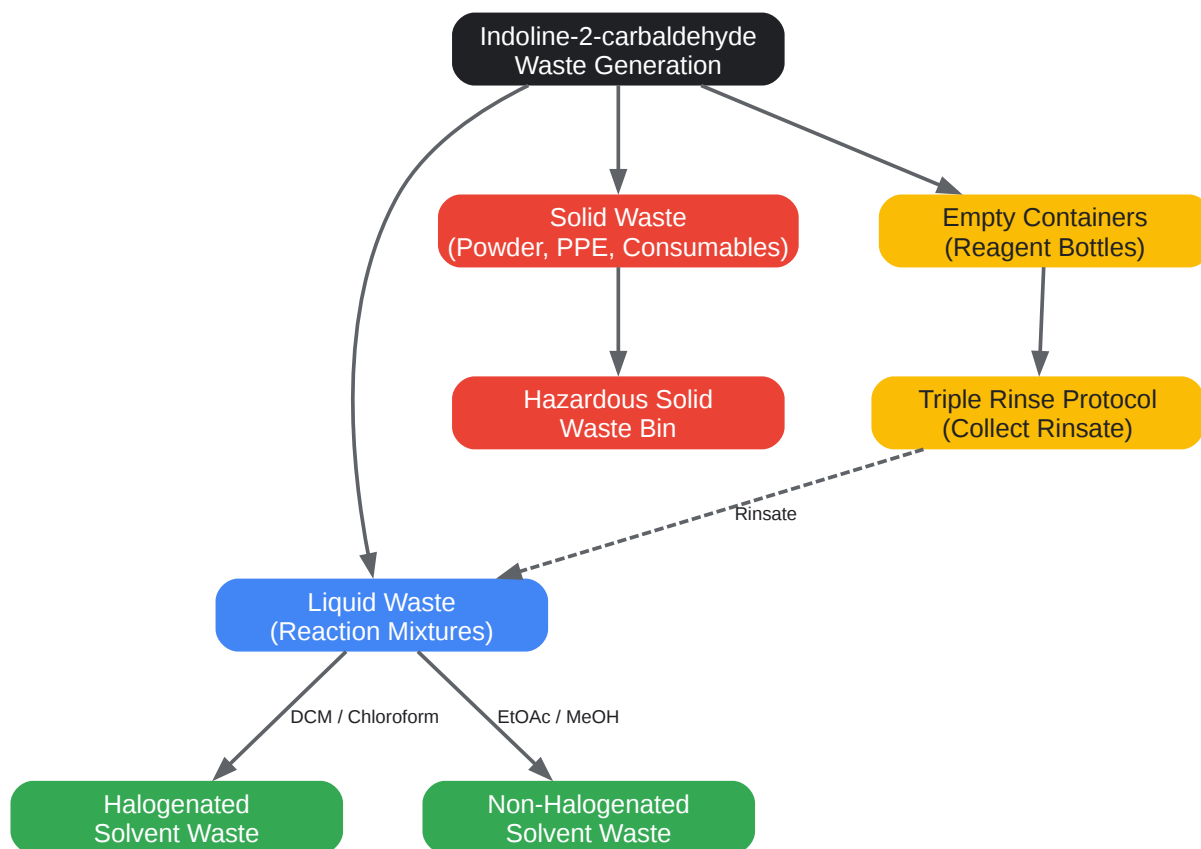 Indoline-2-carbaldehyde
Waste Generation
Solid Waste
(Powder, PPE, Consumables)
Empty Containers
(Reagent Bottles)
Hazardous Solid
Waste Bin
Triple Rinse Protocol
(Collect Rinsate)
Rinsate
Liquid Waste
(Reaction Mixtures)
DCM / Chloroform
EtOAc / MeOH
Halogenated
Solvent Waste
Non-Halogenated
Solvent Waste